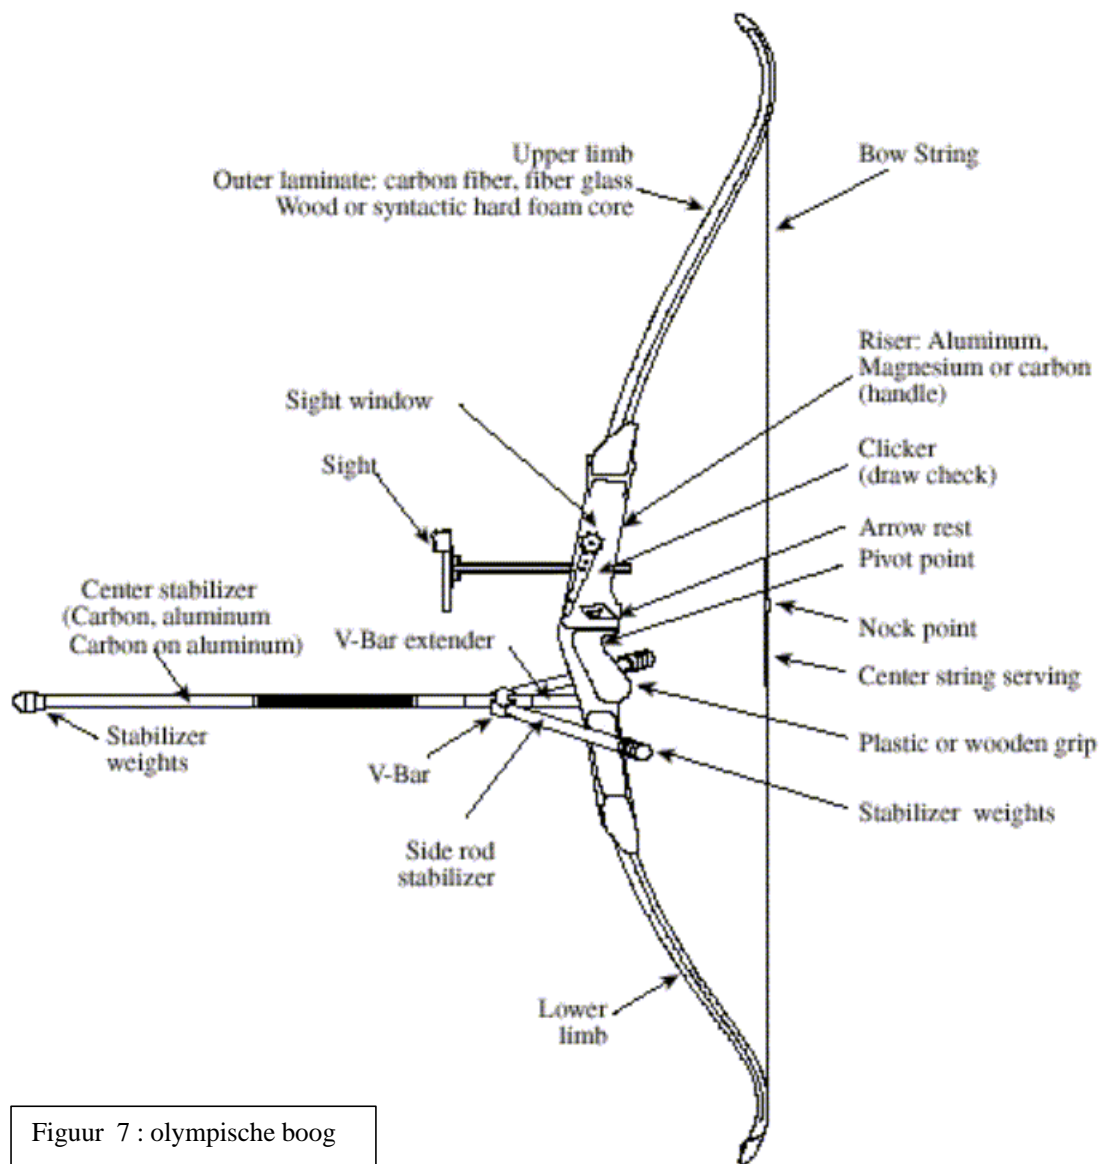 Upper limb
Outer laminate: carbon fiber, fiber glass
Wood or syntactic hard foam core
Bow String
Riser: Aluminum,
Magnesium or carbon
(handle)
Sight window
Clicker
(draw check)
Sight
Arrow rest
Pivot point
Center stabilizer
(Carbon, aluminum
Carbon on aluminum)
V-Bar extender
Nock point
Center string serving
Stabilizer
weights
V-Bar
Plastic or wooden grip
Stabilizer weights
Side rod
stabilizer
Lower
limb
Figuur 7 : olympische boog